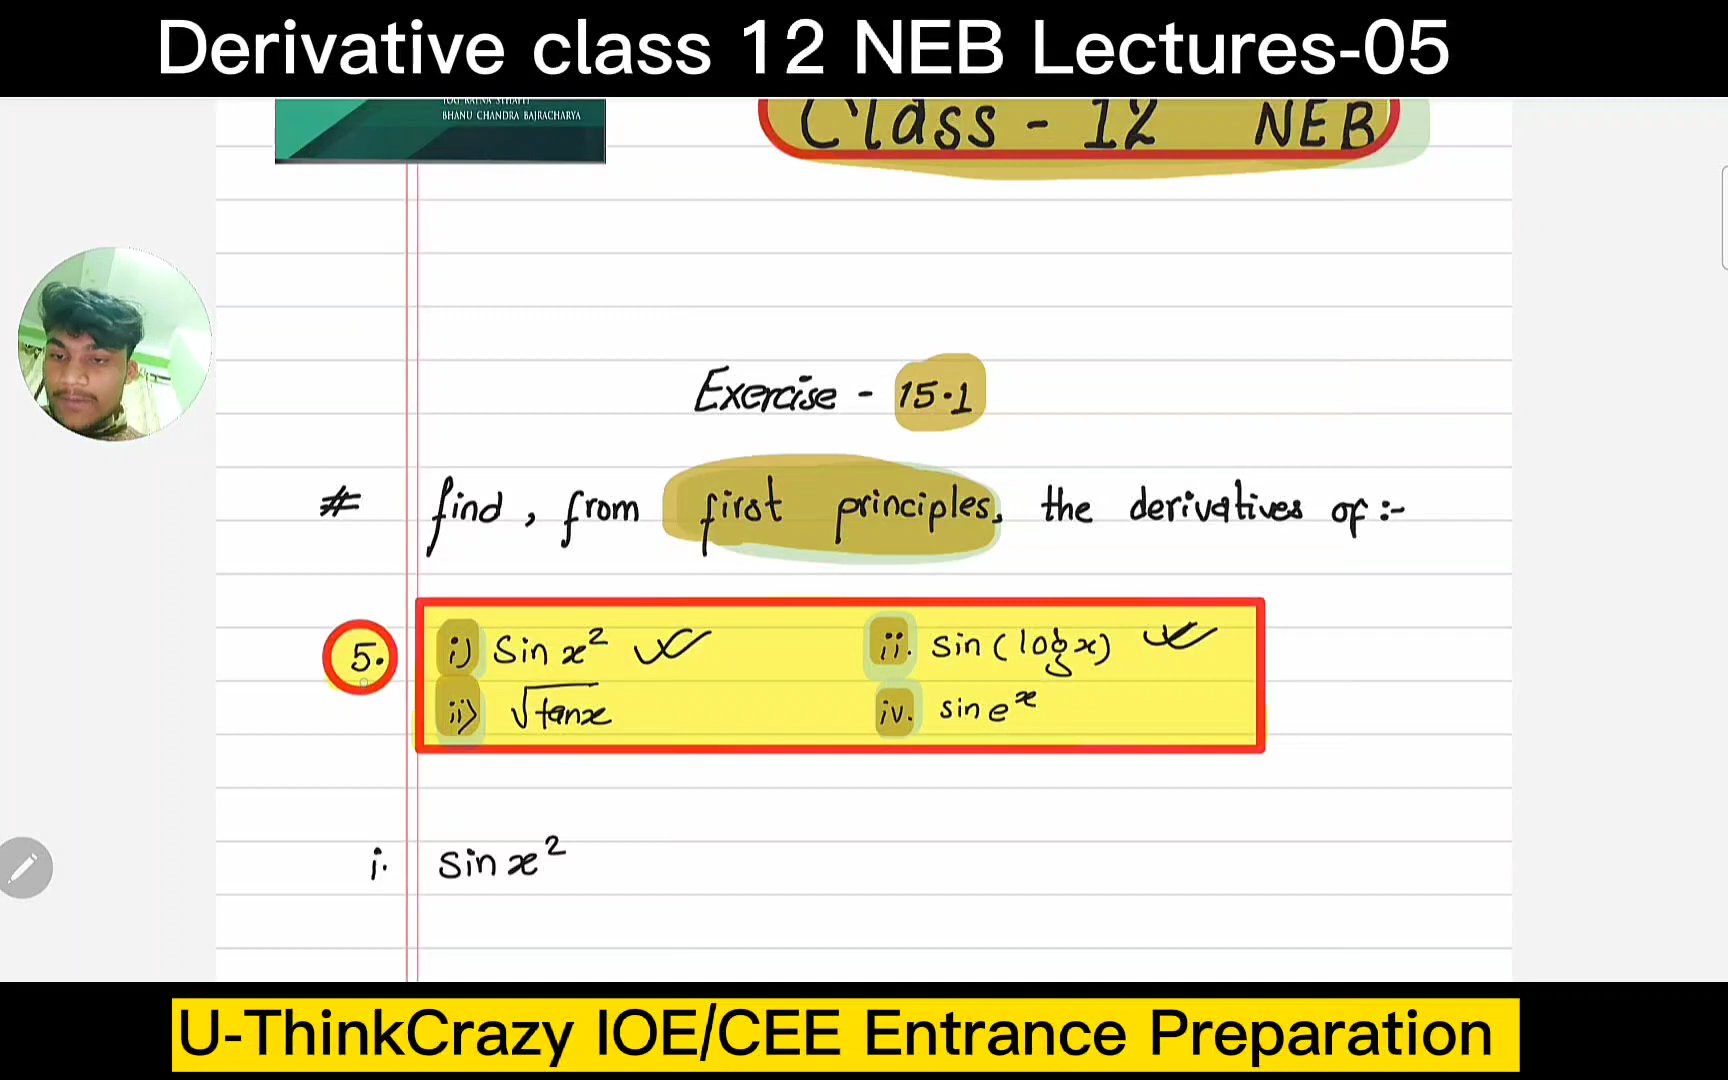 Derivative class 12 NEB Lectures-05
BHANU CHANDRA BAJRACHARYA
Class - 12 NEB
Exercise - 15.1
# find, from first principles, the derivatives of :-
5. i) Sin x² ii. sin (log x)
ii) √tanx iv. sin eˣ
i. sin x²
U-ThinkCrazy IOE/CEE Entrance Preparation